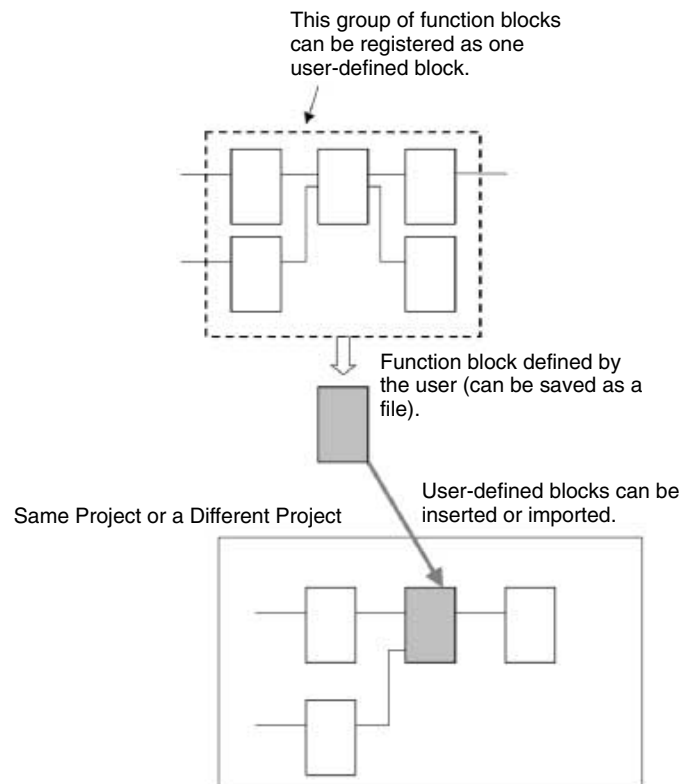 This group of function blocks
can be registered as one
user-defined block.
Function block defined by
the user (can be saved as a
file).
User-defined blocks can be
inserted or imported.
Same Project or a Different Project